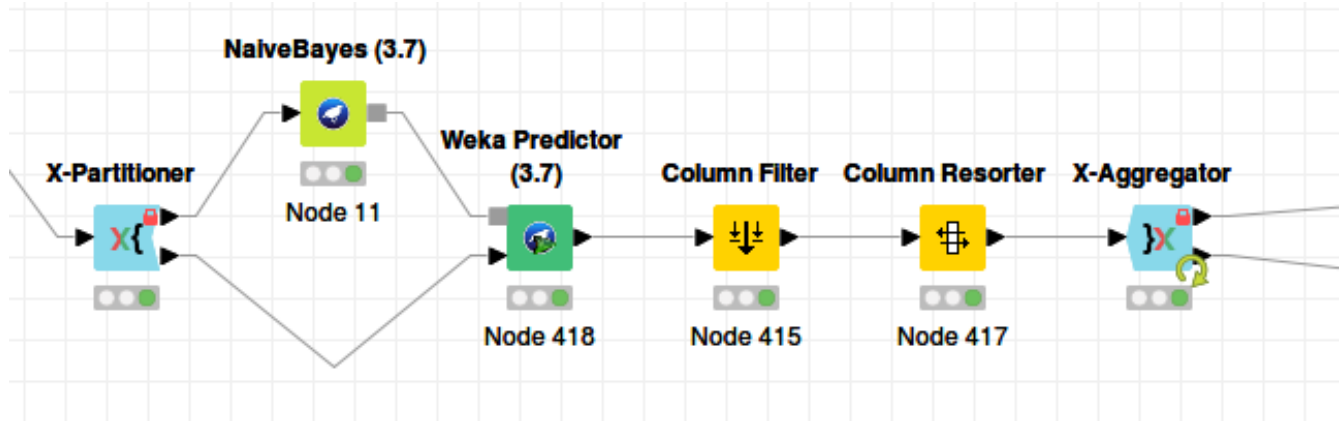 NaiveBayes (3.7)
Weka Predictor
(3.7)
X-Partitioner
Column Filter
Column Resorter
X-Aggregator
X{
}X
Node 11
Node 418
Node 415
Node 417